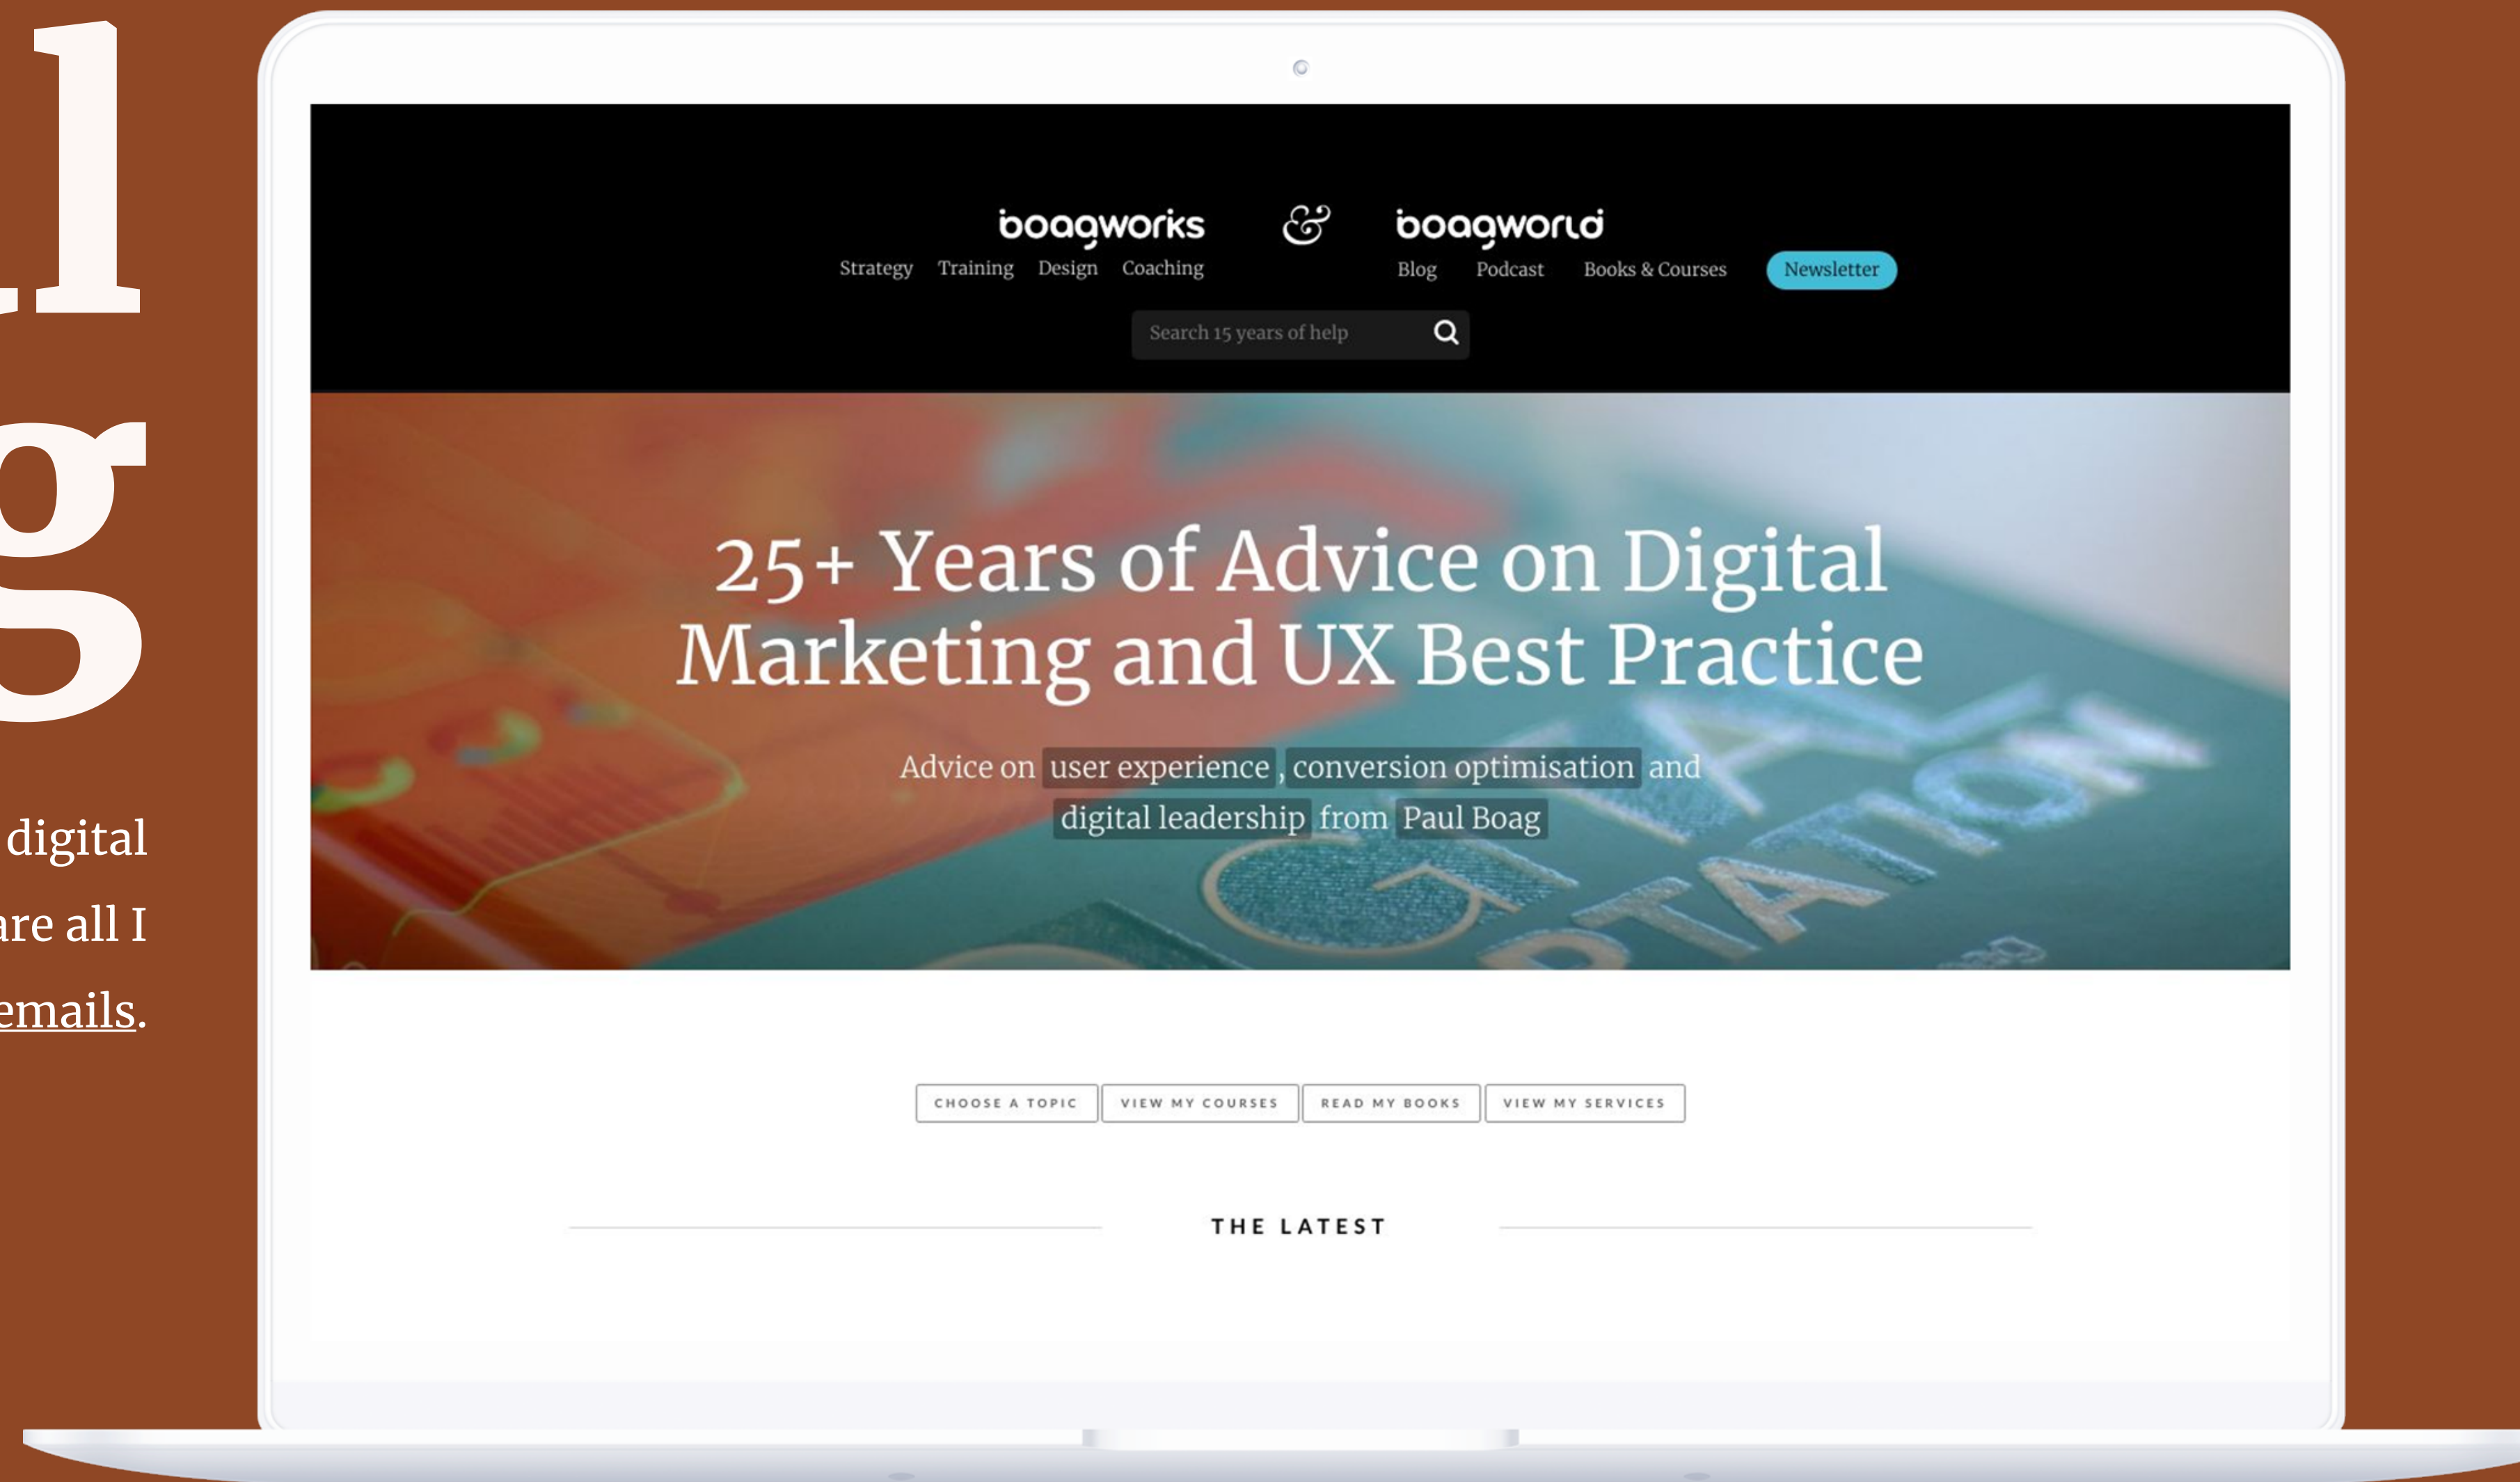 l
g
digital
are all I
emails.
boagworks & boagworld
Strategy Training Design Coaching Blog Podcast Books & Courses Newsletter
Search 15 years of help
25+ Years of Advice on Digital
Marketing and UX Best Practice
Advice on user experience , conversion optimisation and
digital leadership from Paul Boag
CHOOSE A TOPIC VIEW MY COURSES READ MY BOOKS VIEW MY SERVICES
THE LATEST